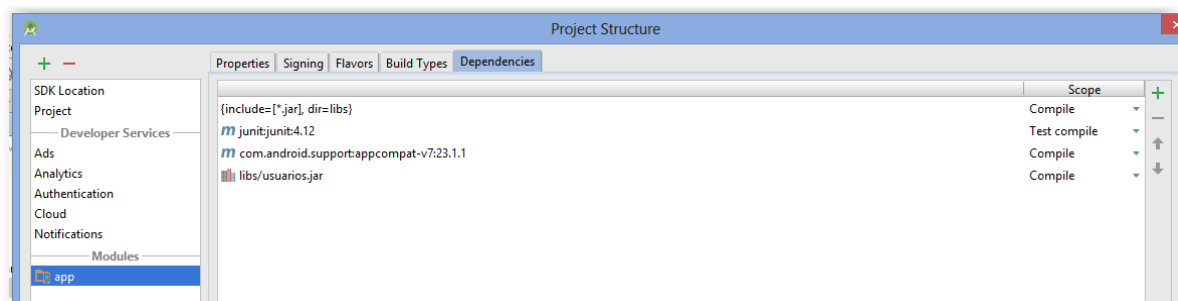 Project Structure
Properties Signing Flavors Build Types Dependencies
SDK Location
Project
Developer Services
Ads
Analytics
Authentication
Cloud
Notifications
Modules
app
Scope
{include=[*.jar], dir=libs} Compile
m junit:junit:4.12 Test compile
m com.android.support:appcompat-v7:23.1.1 Compile
libs/usuarios.jar Compile